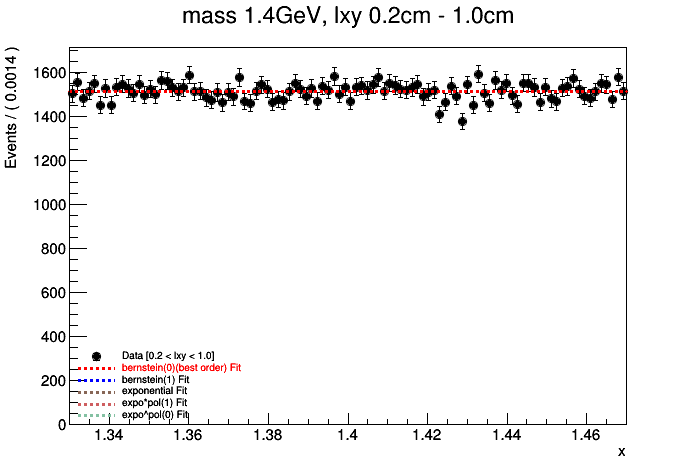 mass 1.4GeV, lxy 0.2cm - 1.0cm
Events / ( 0.0014 )
1600
1400
1200
1000
800
600
400
200
0
Data [0.2 < lxy < 1.0]
bernstein(0)(best order) Fit
bernstein(1) Fit
exponential Fit
expo*pol(1) Fit
expo^pol(0) Fit
1.34 1.36 1.38 1.4 1.42 1.44 1.46
x